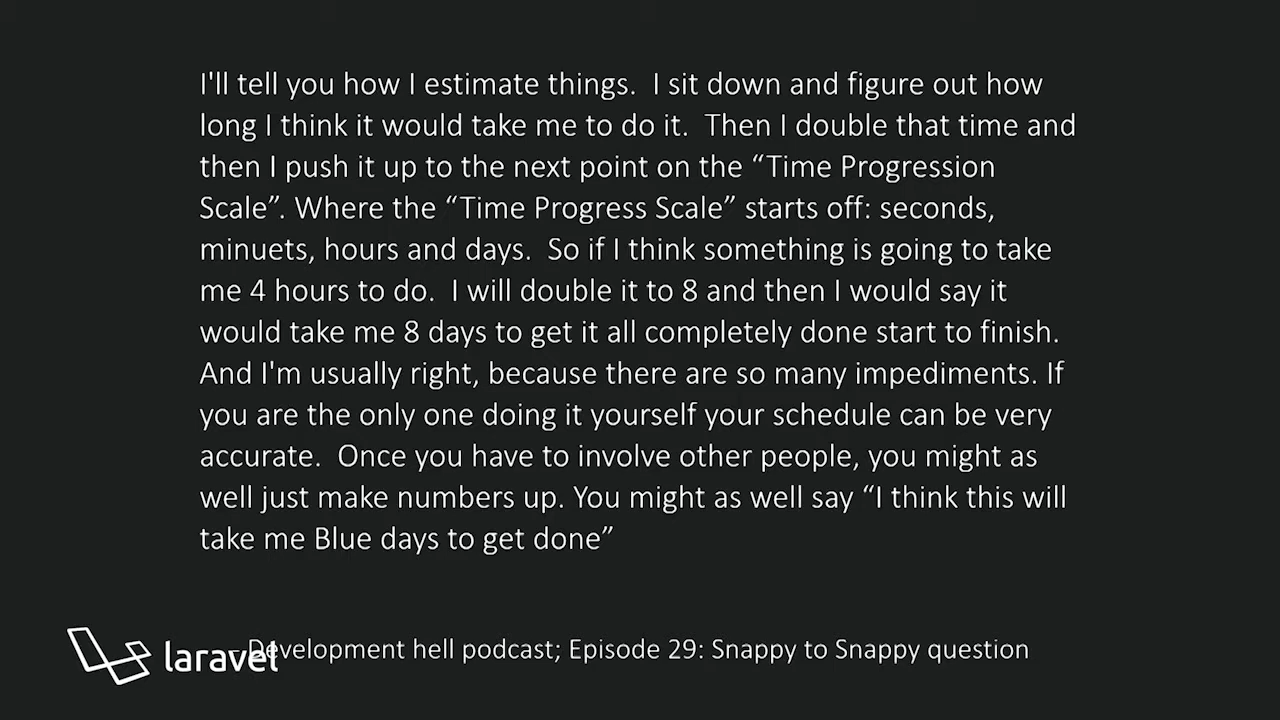 I'll tell you how I estimate things.  I sit down and figure out how
long I think it would take me to do it.  Then I double that time and
then I push it up to the next point on the “Time Progression
Scale”. Where the “Time Progress Scale” starts off: seconds,
minuets, hours and days.  So if I think something is going to take
me 4 hours to do.  I will double it to 8 and then I would say it
would take me 8 days to get it all completely done start to finish.
And I'm usually right, because there are so many impediments. If
you are the only one doing it yourself your schedule can be very
accurate.  Once you have to involve other people, you might as
well just make numbers up. You might as well say “I think this will
take me Blue days to get done”
- Development hell podcast; Episode 29: Snappy to Snappy question
laravel